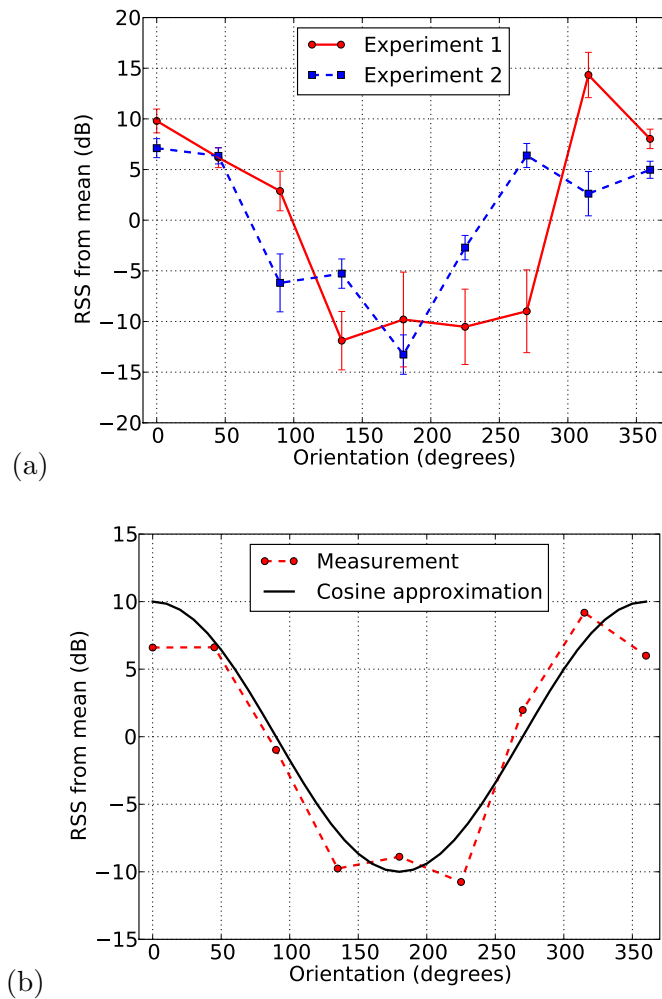 20
15
10
5
0
−5
−10
−15
−20
RSS from mean (dB)
Experiment 1
Experiment 2
0 50 100 150 200 250 300 350
Orientation (degrees)
(a)
15
10
5
0
−5
−10
−15
RSS from mean (dB)
Measurement
Cosine approximation
0 50 100 150 200 250 300 350
Orientation (degrees)
(b)